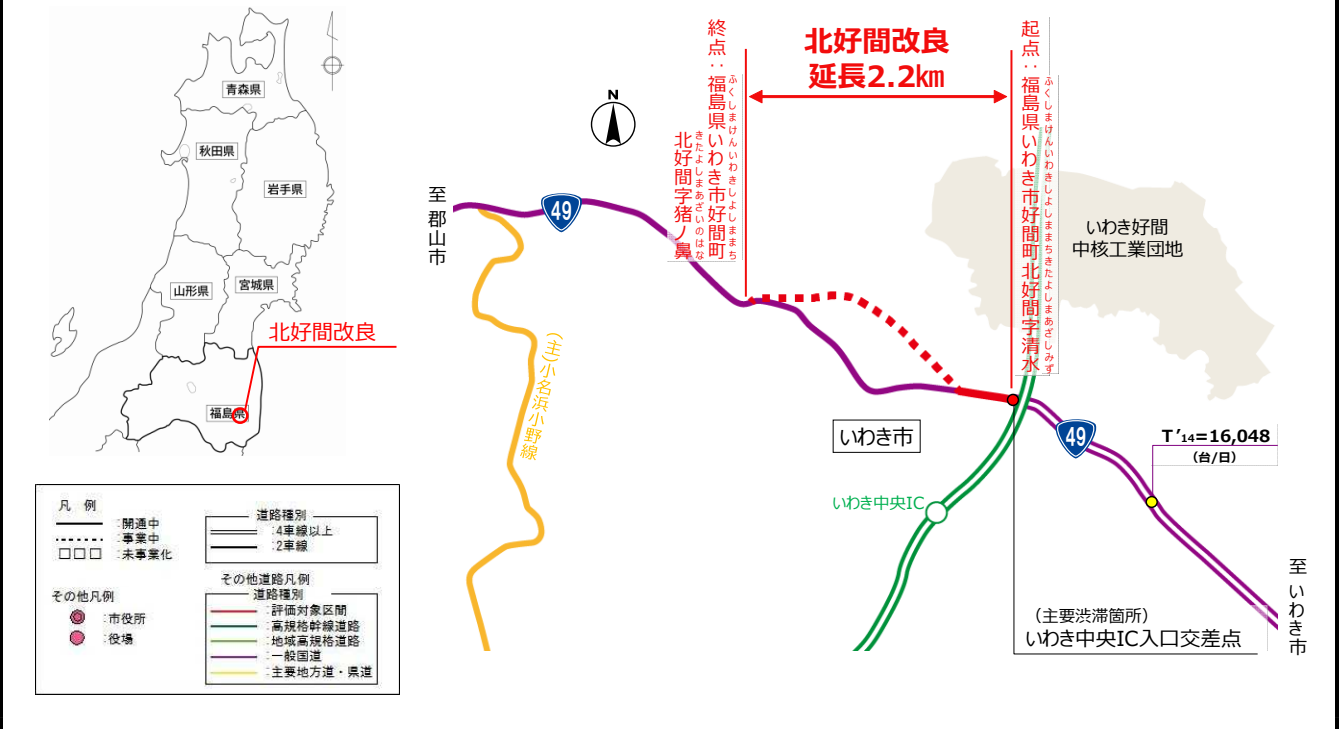 青森県
秋田県
岩手県
山形県
宮城県
北好間改良
福島県
凡 例
:開通中
:事業中
:未事業化
道路種別
:4車線以上
:2車線
その他凡例
:市役所
:役場
その他道路凡例
道路種別
:評価対象区間
:高規格幹線道路
:地域高規格道路
:一般国道
:主要地方道・県道
N
至 郡山市
49
(主)小名浜小野線
終点：福島県いわき市好間町
ふくしまけんいわきしよしままち
北好間字猪ノ鼻
きたよしまあざいのはな
北好間改良
延長2.2㎞
起点：福島県いわき市好間町北好間字清水
ふくしまけんいわきしよしままちきたよしまあざしみず
いわき好間
中核工業団地
いわき市
いわき中央IC
49
T′14=16,048
(台/日)
(主要渋滞箇所)
いわき中央IC入口交差点
至 いわき市